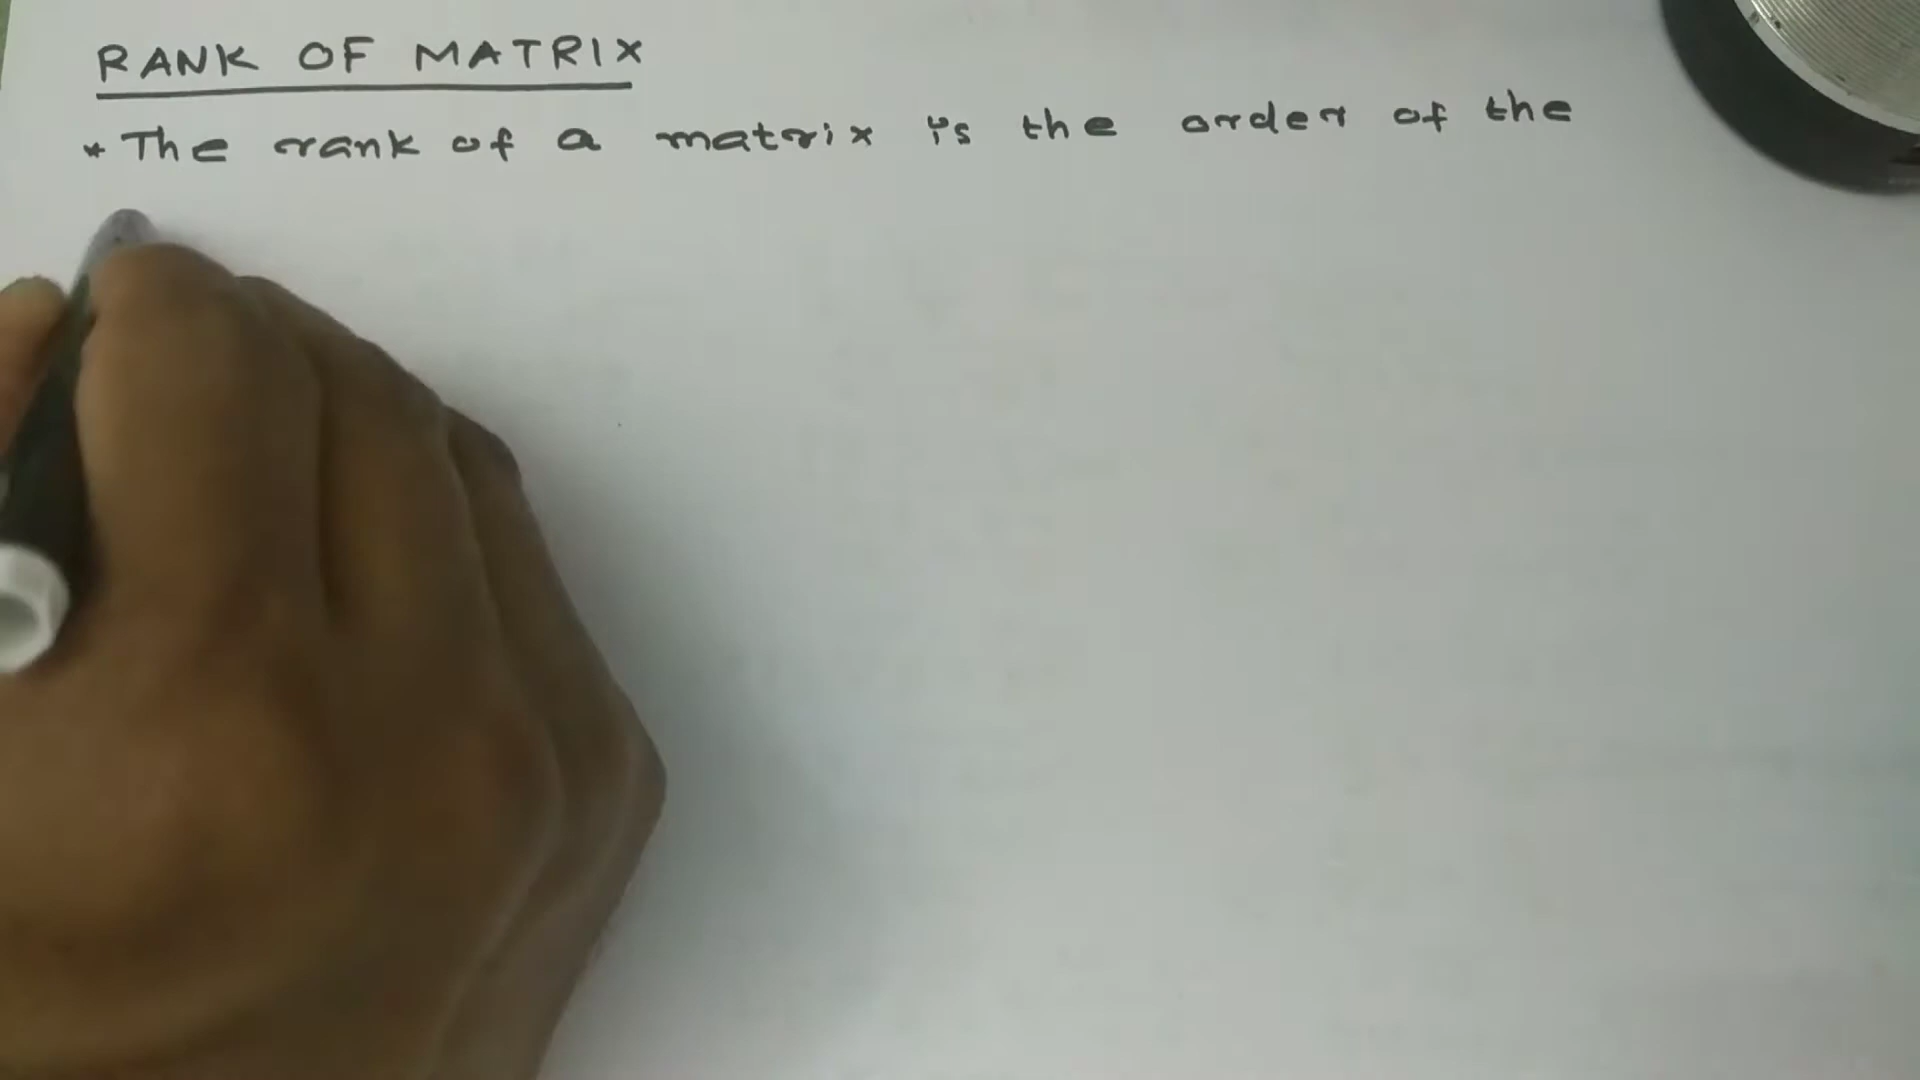 RANK OF MATRIX
* The rank of a matrix is the order of the